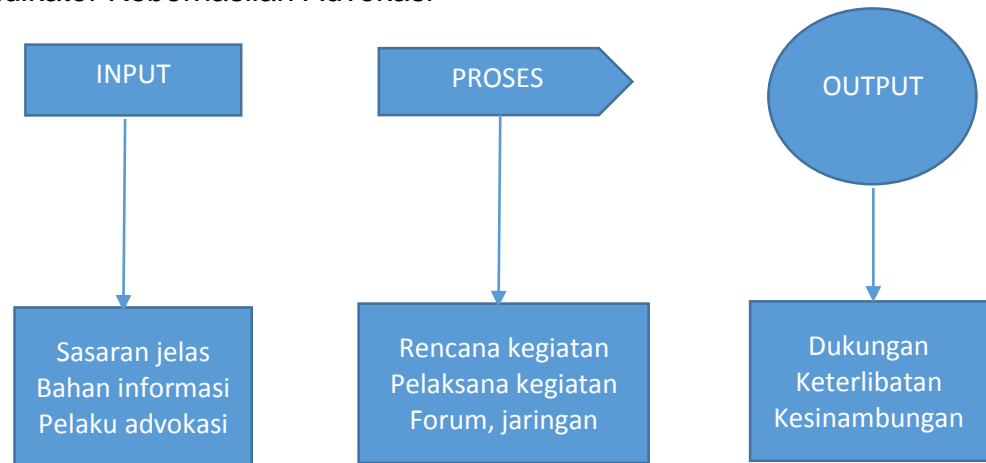 INPUT
PROSES
OUTPUT
Sasaran jelas
Bahan informasi
Pelaku advokasi
Rencana kegiatan
Pelaksana kegiatan
Forum, jaringan
Dukungan
Keterlibatan
Kesinambungan